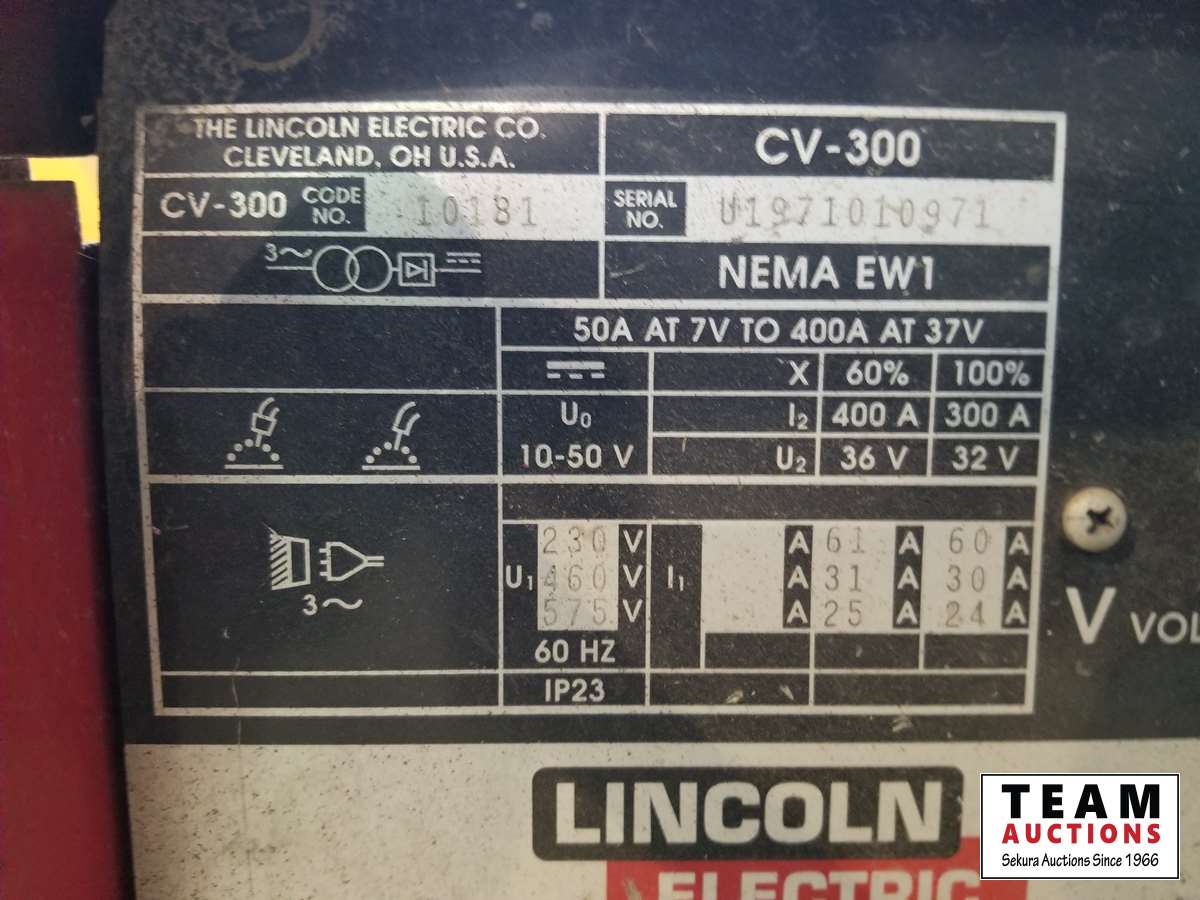 THE LINCOLN ELECTRIC CO.
CLEVELAND, OH U.S.A.
CV-300
CV-300 CODE NO. 10181
SERIAL NO. U1971010971
3~
NEMA EW1
50A AT 7V TO 400A AT 37V
X 60% 100%
U0
10-50 V
I2 400 A 300 A
U2 36 V 32 V
3~
U1 230 V I1 A 61 A 60 A
460 V A 31 A 30 A
575 V A 25 A 24 A
60 HZ
IP23
V VOL
LINCOLN
ELECTRIC
TEAM
AUCTIONS
Sekura Auctions Since 1966